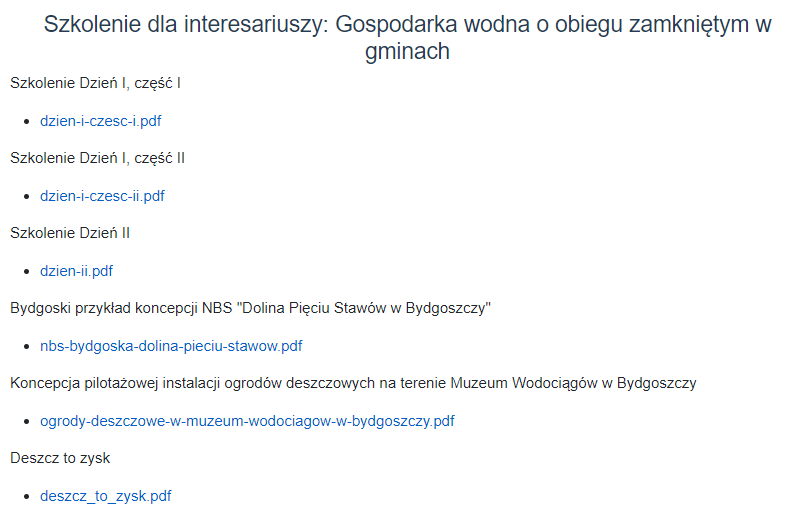 Szkolenie dla interesariuszy: Gospodarka wodna o obiegu zamkniętym w
gminach
Szkolenie Dzień I, część I
dzien-i-czesc-i.pdf
Szkolenie Dzień I, część II
dzien-i-czesc-ii.pdf
Szkolenie Dzień II
dzien-ii.pdf
Bydgoski przykład koncepcji NBS "Dolina Pięciu Stawów w Bydgoszczy"
nbs-bydgoska-dolina-pieciu-stawow.pdf
Koncepcja pilotażowej instalacji ogrodów deszczowych na terenie Muzeum Wodociągów w Bydgoszczy
ogrody-deszczowe-w-muzeum-wodociagow-w-bydgoszczy.pdf
Deszcz to zysk
deszcz_to_zysk.pdf